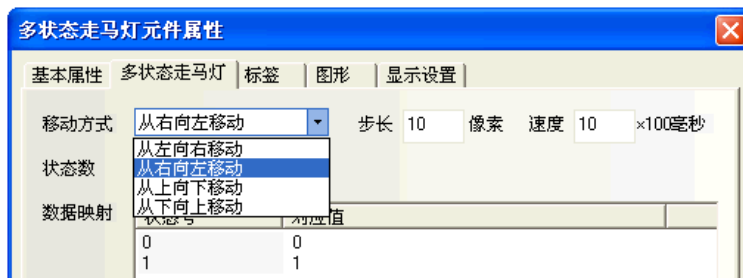 多状态走马灯元件属性
基本属性 多状态走马灯 标签 图形 显示设置
移动方式 从右向左移动 步长 10 像素 速度 10 ×100毫秒
从左向右移动
状态数 从右向左移动
从上向下移动
数据映射 从下向上移动
状态号 对应值
0 0
1 1